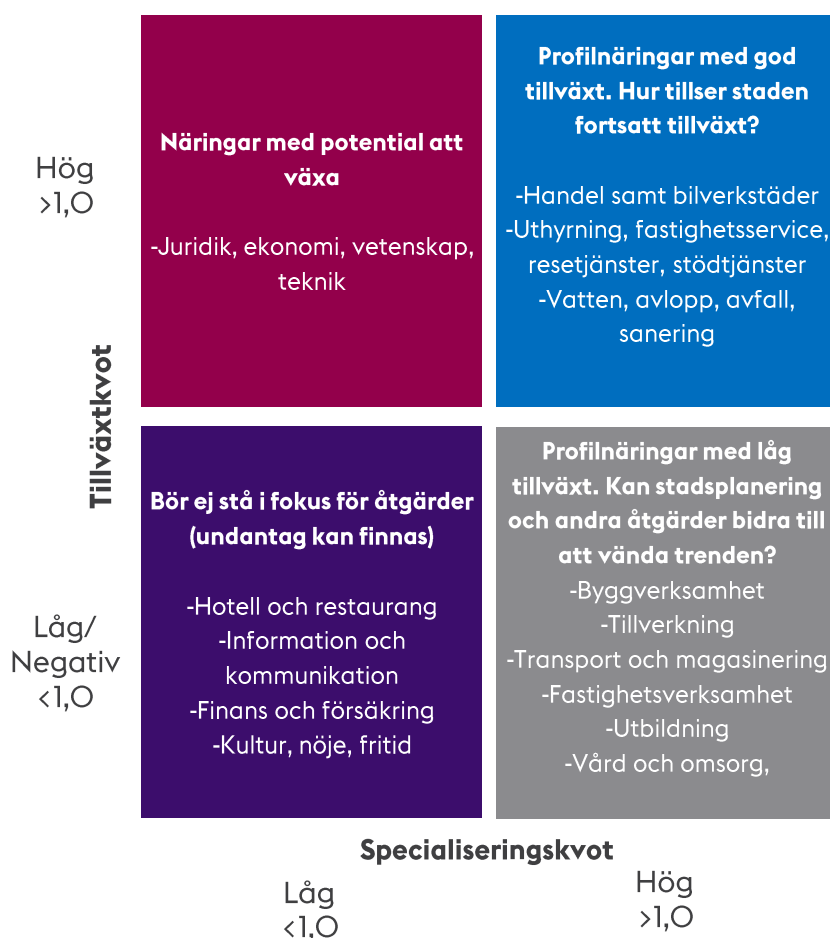 Näringar med potential att
växa
-Juridik, ekonomi, vetenskap,
teknik
Profilnäringar med god
tillväxt. Hur tillser staden
fortsatt tillväxt?
-Handel samt bilverkstäder
-Uthyrning, fastighetsservice,
resetjänster, stödtjänster
-Vatten, avlopp, avfall,
sanering
Hög
>1,0
Tillväxtkvot
Låg/
Negativ
<1,0
Bör ej stå i fokus för åtgärder
(undantag kan finnas)
-Hotell och restaurang
-Information och
kommunikation
-Finans och försäkring
-Kultur, nöje, fritid
Profilnäringar med låg
tillväxt. Kan stadsplanering
och andra åtgärder bidra till
att vända trenden?
-Byggverksamhet
-Tillverkning
-Transport och magasinering
-Fastighetsverksamhet
-Utbildning
-Vård och omsorg,
Specialiseringskvot
Låg
<1,0
Hög
>1,0